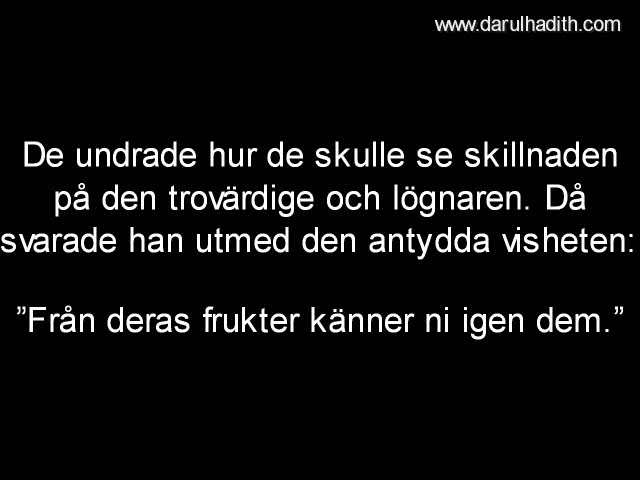 www.darulhadith.com
De undrade hur de skulle se skillnaden
på den trovärdige och lögnaren. Då
svarade han utmed den antydda visheten:
”Från deras frukter känner ni igen dem.”